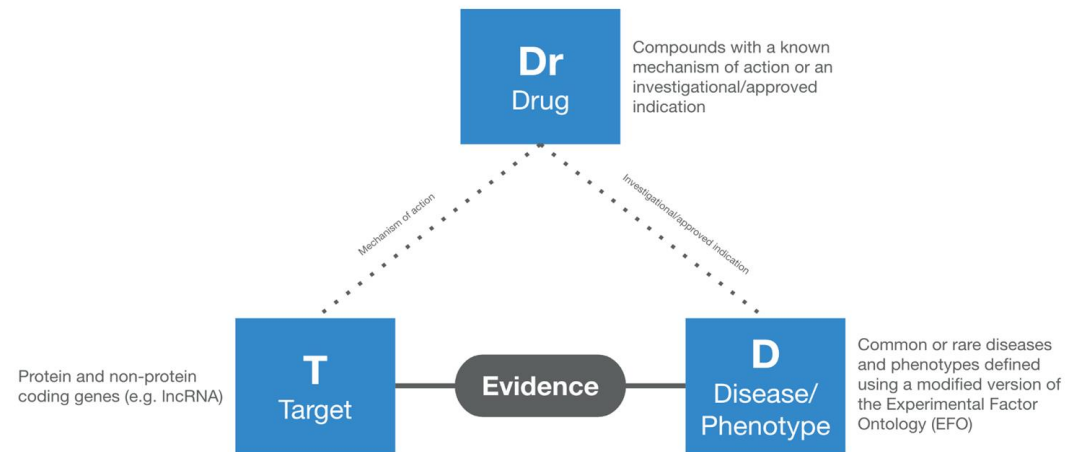 Dr
Drug
Compounds with a known
mechanism of action or an
investigational/approved
indication
Mechanism of action
Investigational/approved indication
T
Target
Protein and non-protein
coding genes (e.g. lncRNA)
Evidence
D
Disease/
Phenotype
Common or rare diseases
and phenotypes defined
using a modified version of
the Experimental Factor
Ontology (EFO)